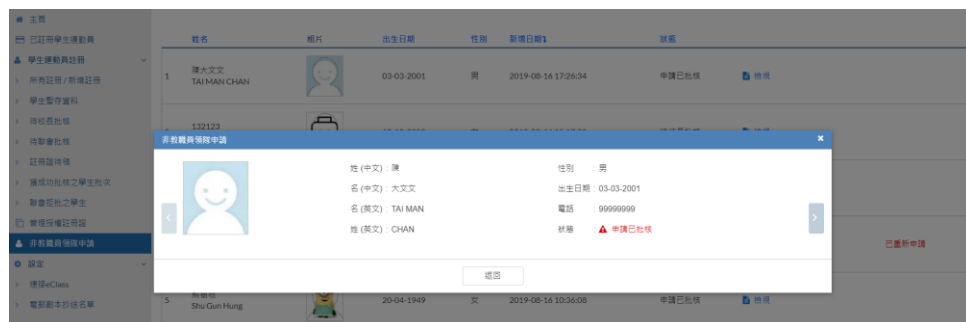 主頁
已註冊學生運動員
學生運動員註冊
所有註冊 / 新增註冊
學生暫存資料
待校長批核
待聯會批核
註冊證待領
獲成功批核之學生批次
聯會拒批之學生
管理授權註冊證
非教職員領隊申請
設定
連接eClass
電郵副本抄送名單
姓名 相片 出生日期 性別 新增日期 狀態
1 陳大文文 03-03-2001 男 2019-08-16 17:26:34 申請已批核 檢視
TAI MAN CHAN
132123
非教職員領隊申請 ×
姓 (中文) : 陳 性別 : 男
名 (中文) : 大文文 出生日期 : 03-03-2001
名 (英文) : TAI MAN 電話 : 99999999
姓 (英文) : CHAN 狀態 : 申請已批核
返回
已重新申請
5 Shu Gun Hung 20-04-1949 女 2019-08-16 10:36:08 申請已批核 檢視